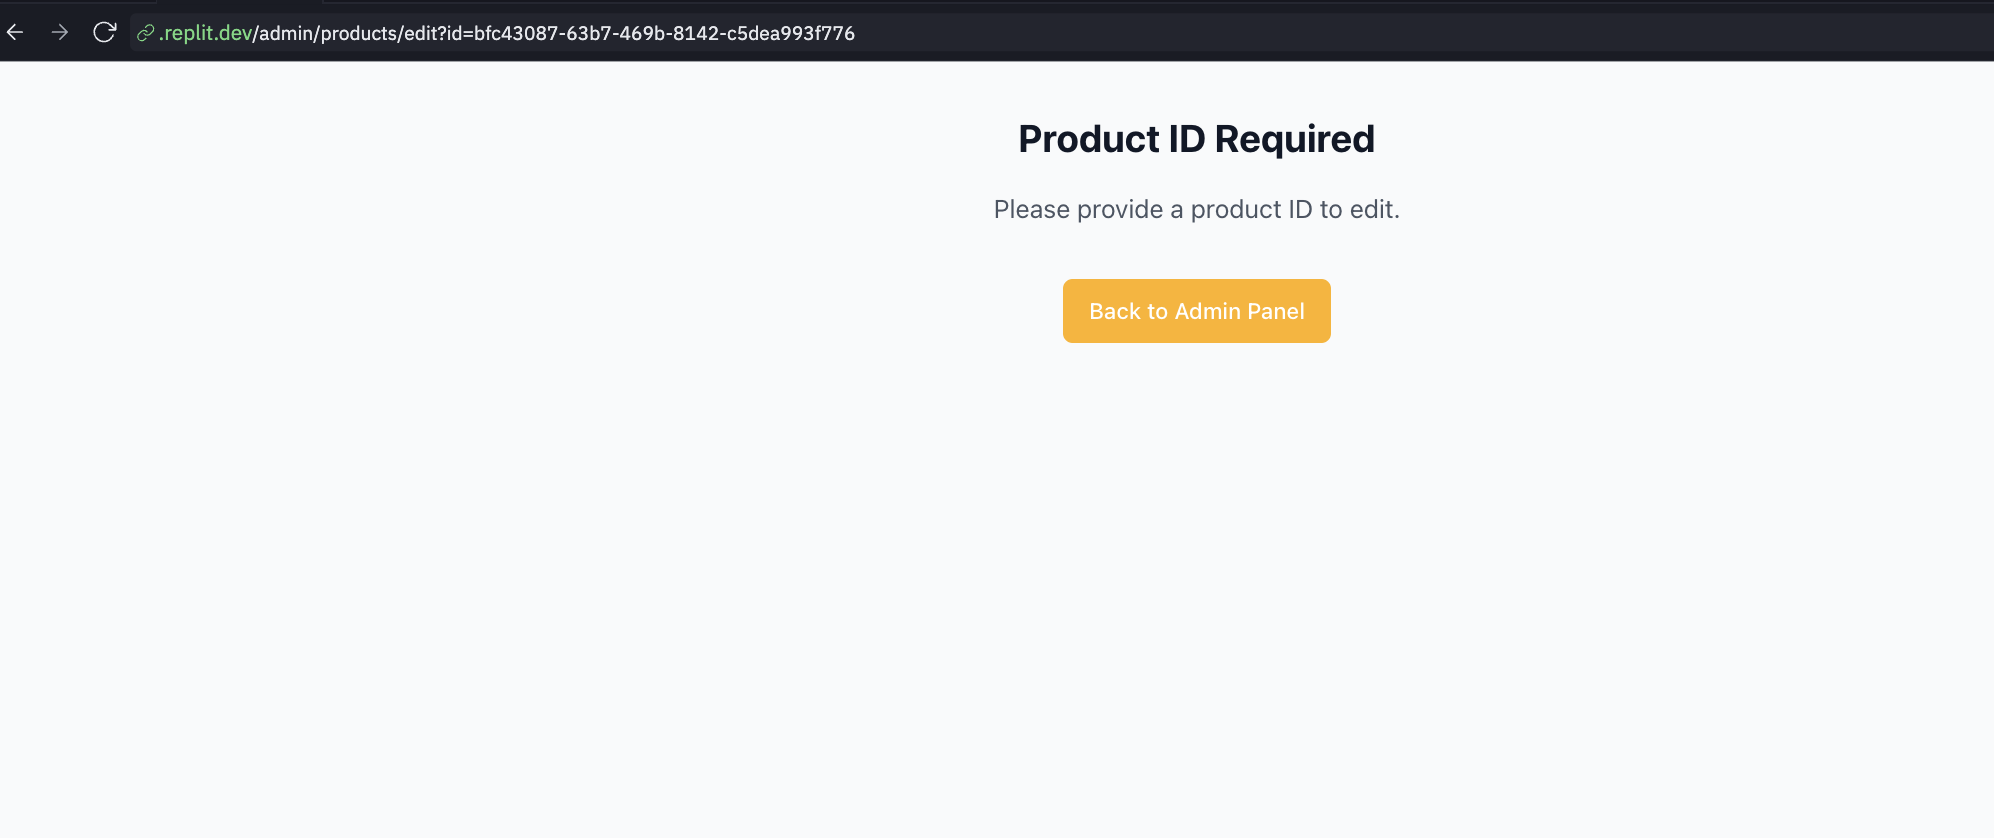 .replit.dev/admin/products/edit?id=bfc43087-63b7-469b-8142-c5dea993f776
Product ID Required
Please provide a product ID to edit.
Back to Admin Panel